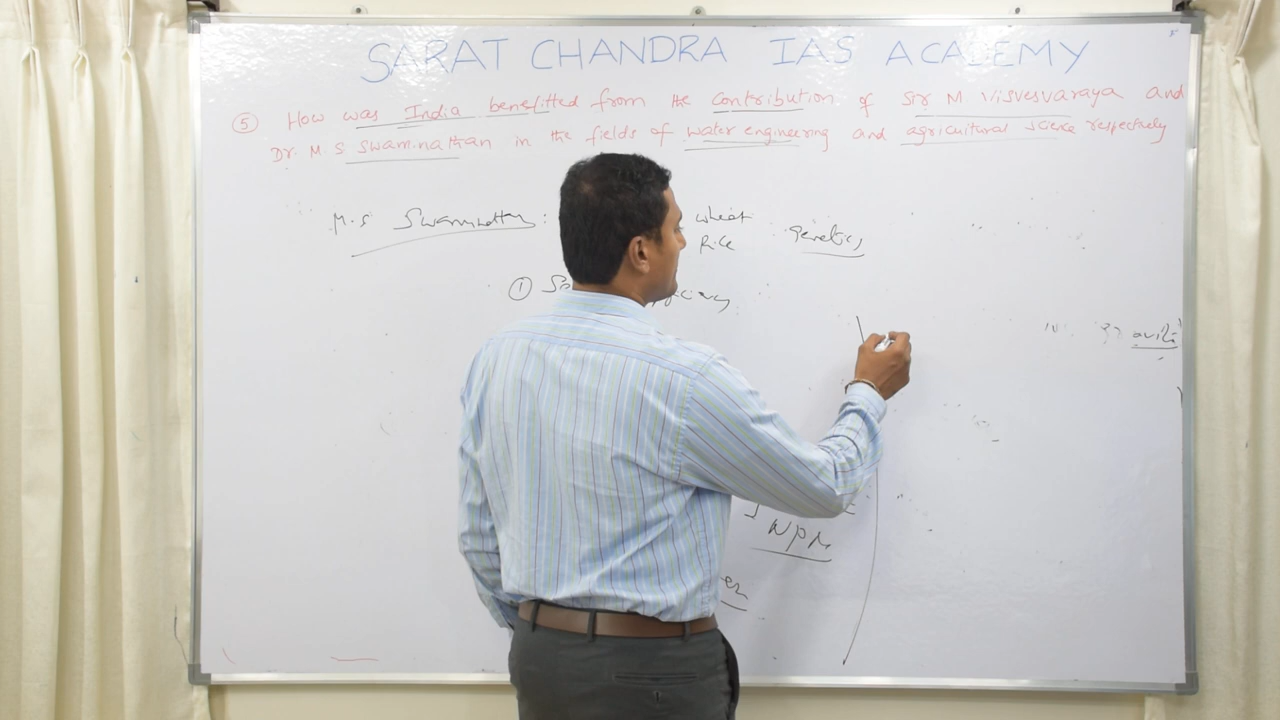 SARAT CHANDRA IAS ACADEMY
5 How was India benefitted from the contribution of Sir M Visvesvaraya and
Dr. M S Swaminathan in the fields of water engineering and agricultural science respectively
M.S Swaminathan : wheat
Rice genetics
①
INPM